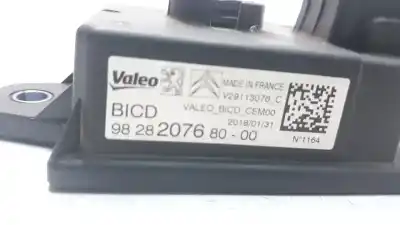 Valeo
MADE IN FRANCE
V29113078_C
BICD
VALEO_BICD_CEM00
2018/01/31
98 28 2076 80-00
N°1164